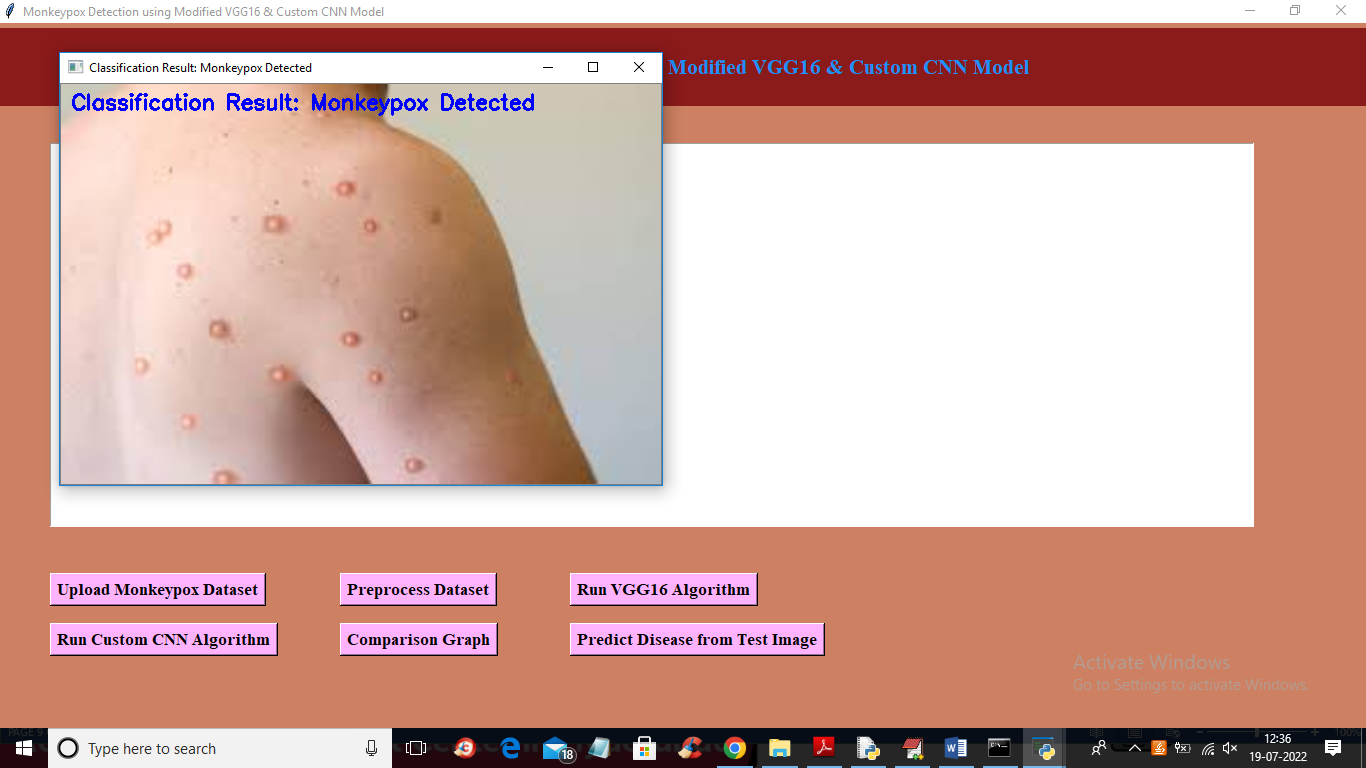 Monkeypox Detection using Modified VGG16 & Custom CNN Model
Modified VGG16 & Custom CNN Model
Classification Result: Monkeypox Detected
Classification Result: Monkeypox Detected
Upload Monkeypox Dataset
Preprocess Dataset
Run VGG16 Algorithm
Run Custom CNN Algorithm
Comparison Graph
Predict Disease from Test Image
Activate Windows
Go to Settings to activate Windows.
PAGE 9
100%
Type here to search
18
12:36
19-07-2022